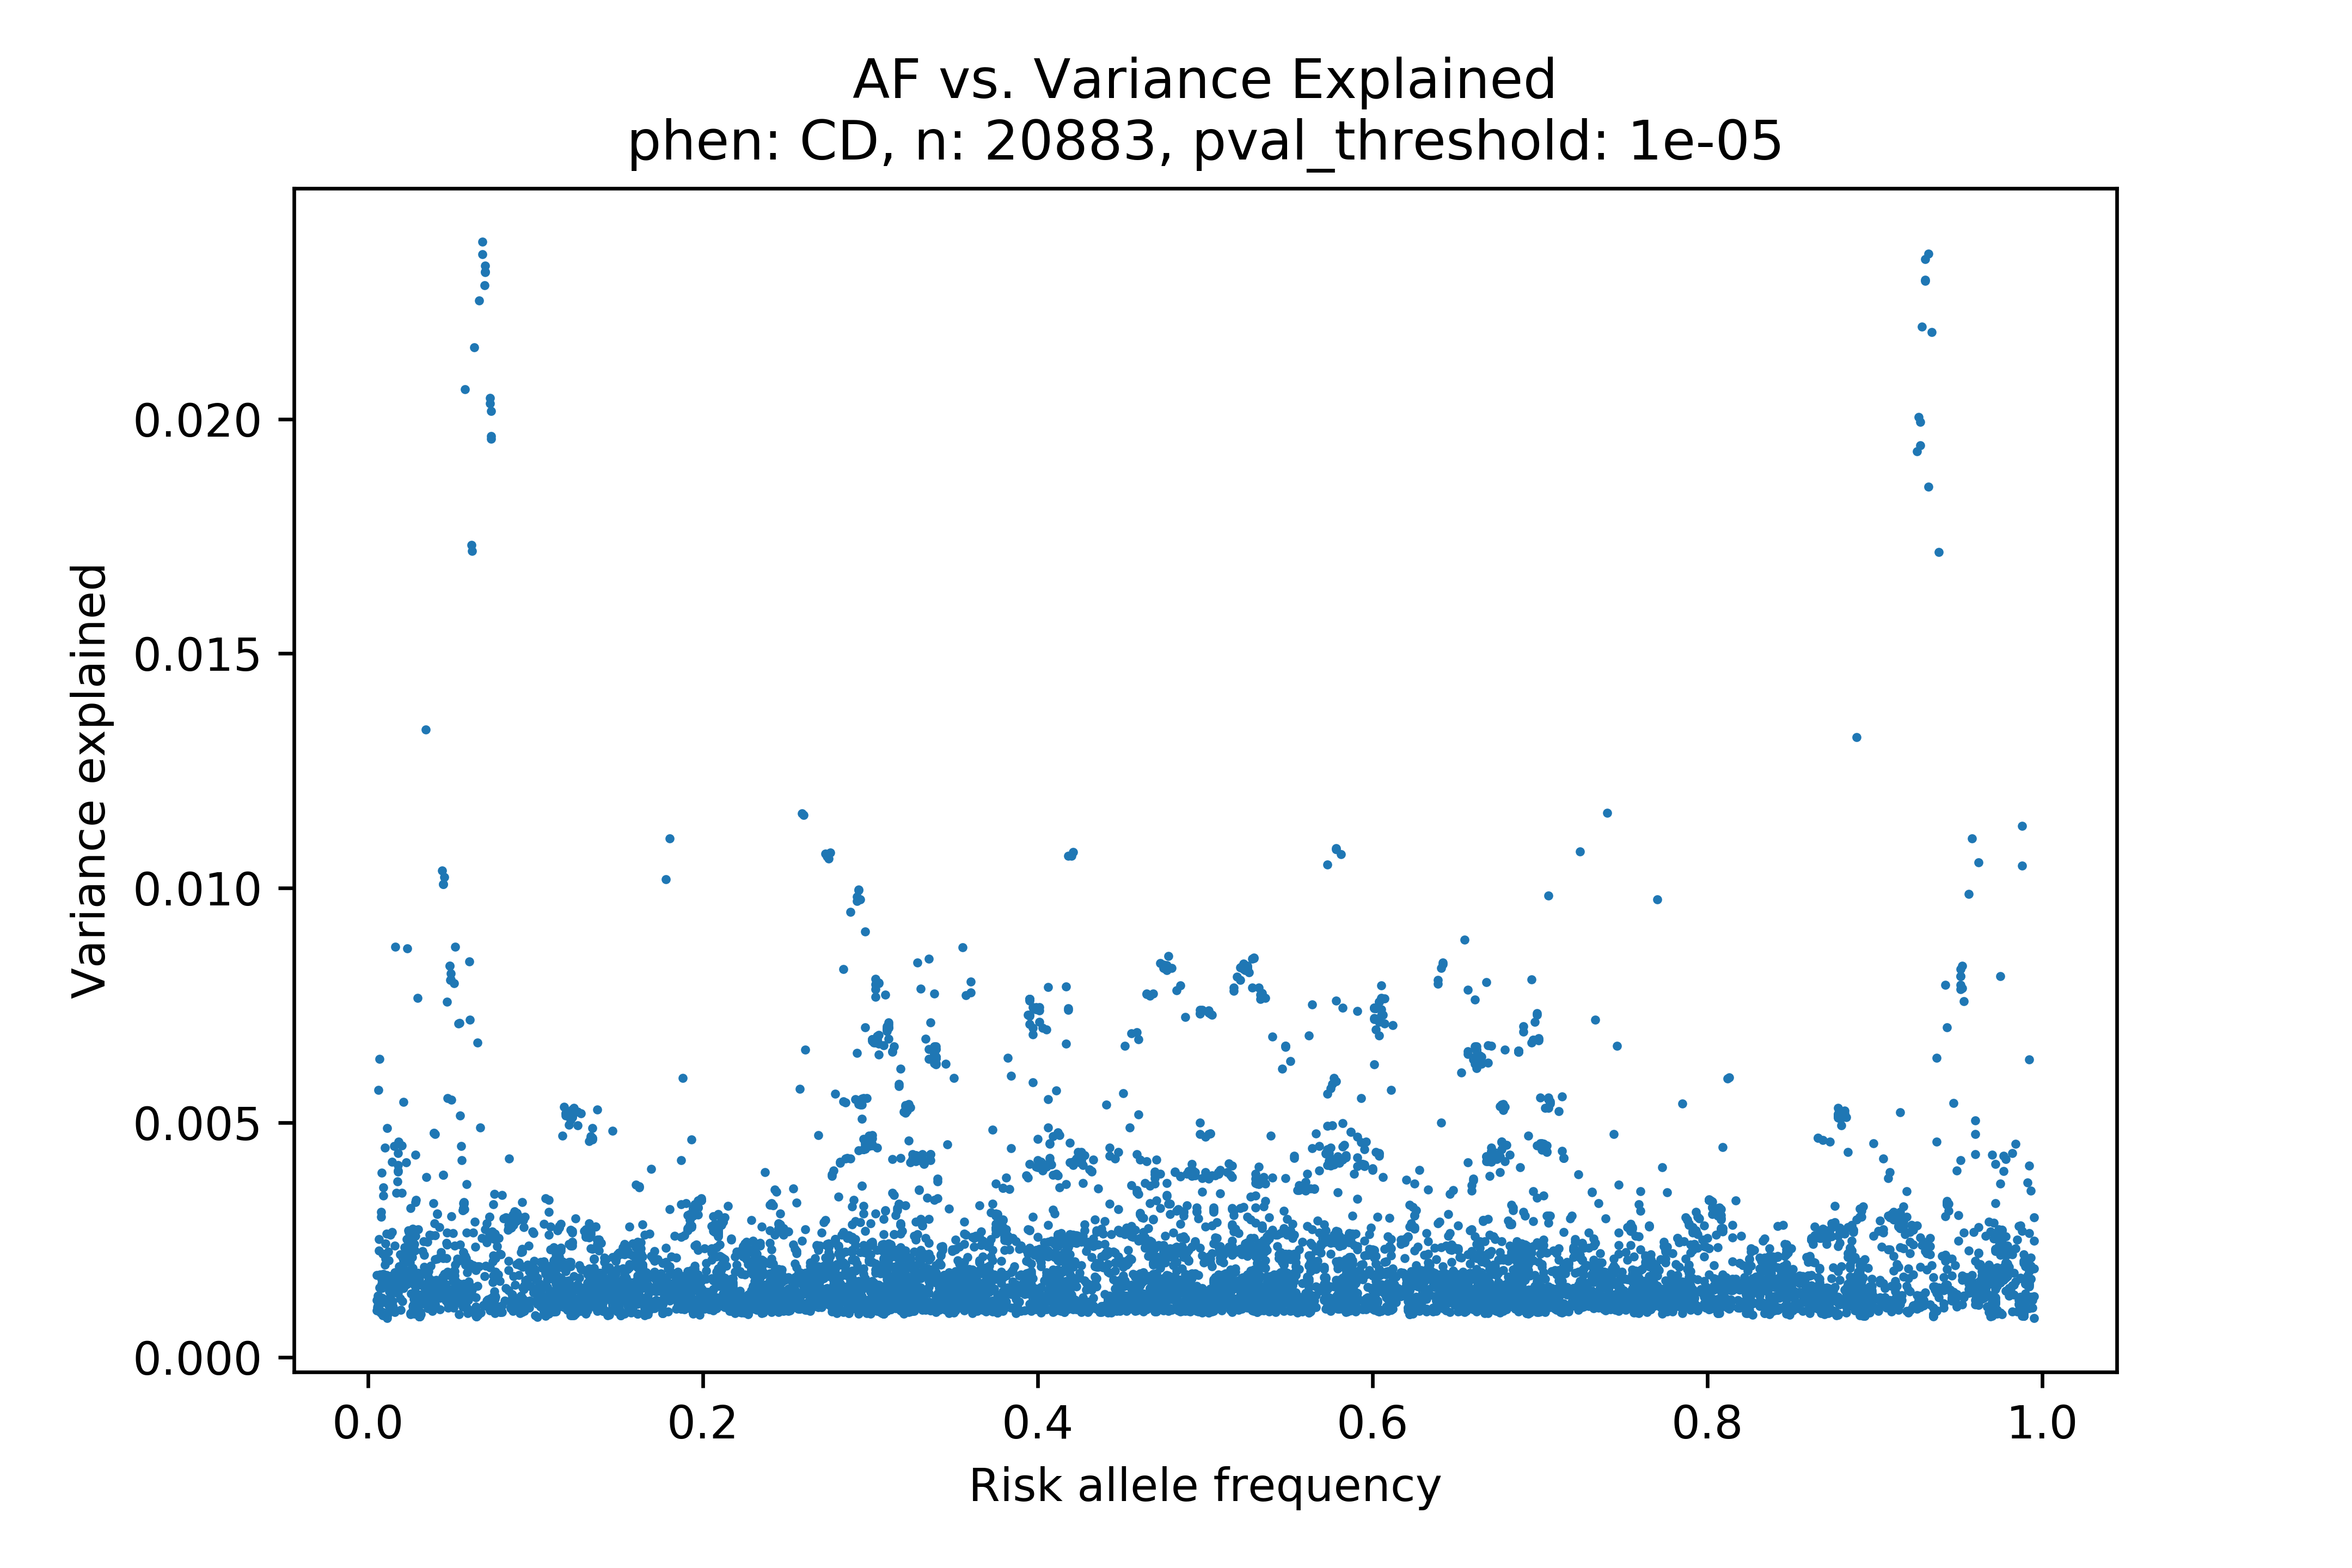 AF vs. Variance Explained
phen: CD, n: 20883, pval_threshold: 1e-05
Variance explained
0.020
0.015
0.010
0.005
0.000
0.0 0.2 0.4 0.6 0.8 1.0
Risk allele frequency